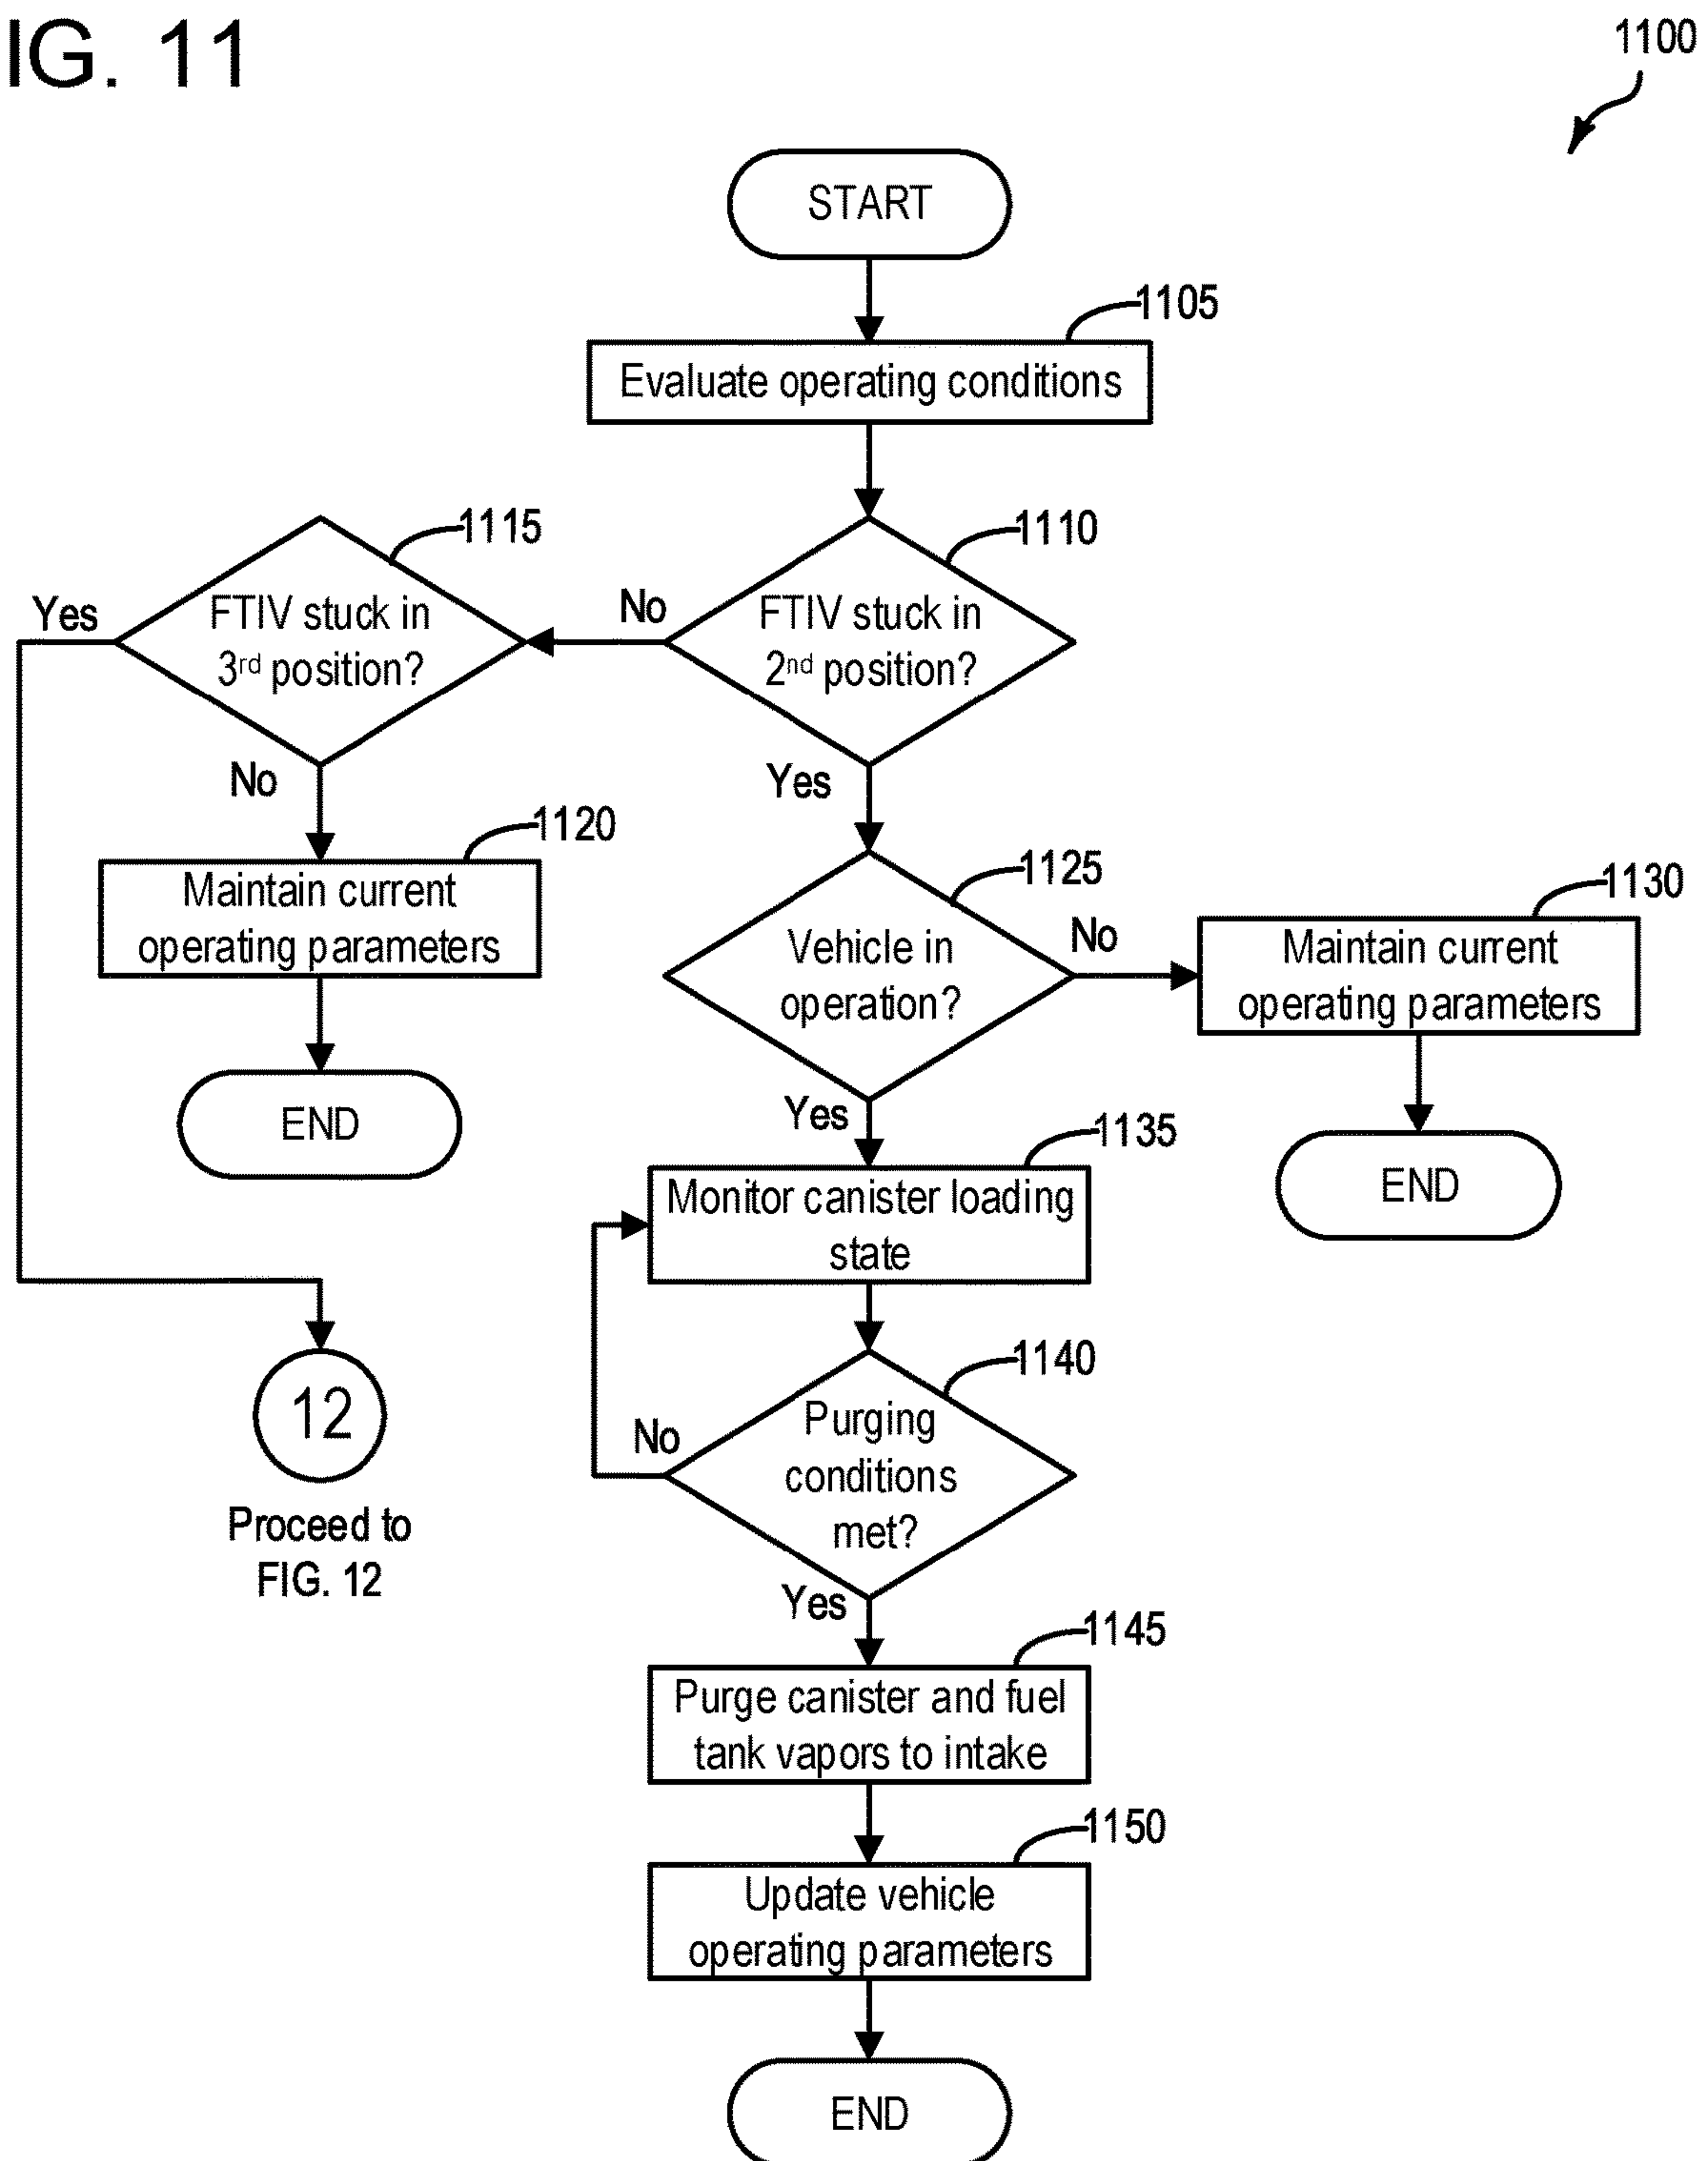 IG. 11
1100
START
1105
Evaluate operating conditions
1115
1110
Yes
FTIV stuck in
3rd position?
No
FTIV stuck in
2nd position?
No
Yes
1120
Maintain current
operating parameters
1125
Vehicle in
operation?
No
1130
Maintain current
operating parameters
END
Yes
1135
Monitor canister loading
state
END
1140
Purging
conditions
met?
No
12
Proceed to
FIG. 12
Yes
1145
Purge canister and fuel
tank vapors to intake
1150
Update vehicle
operating parameters
END